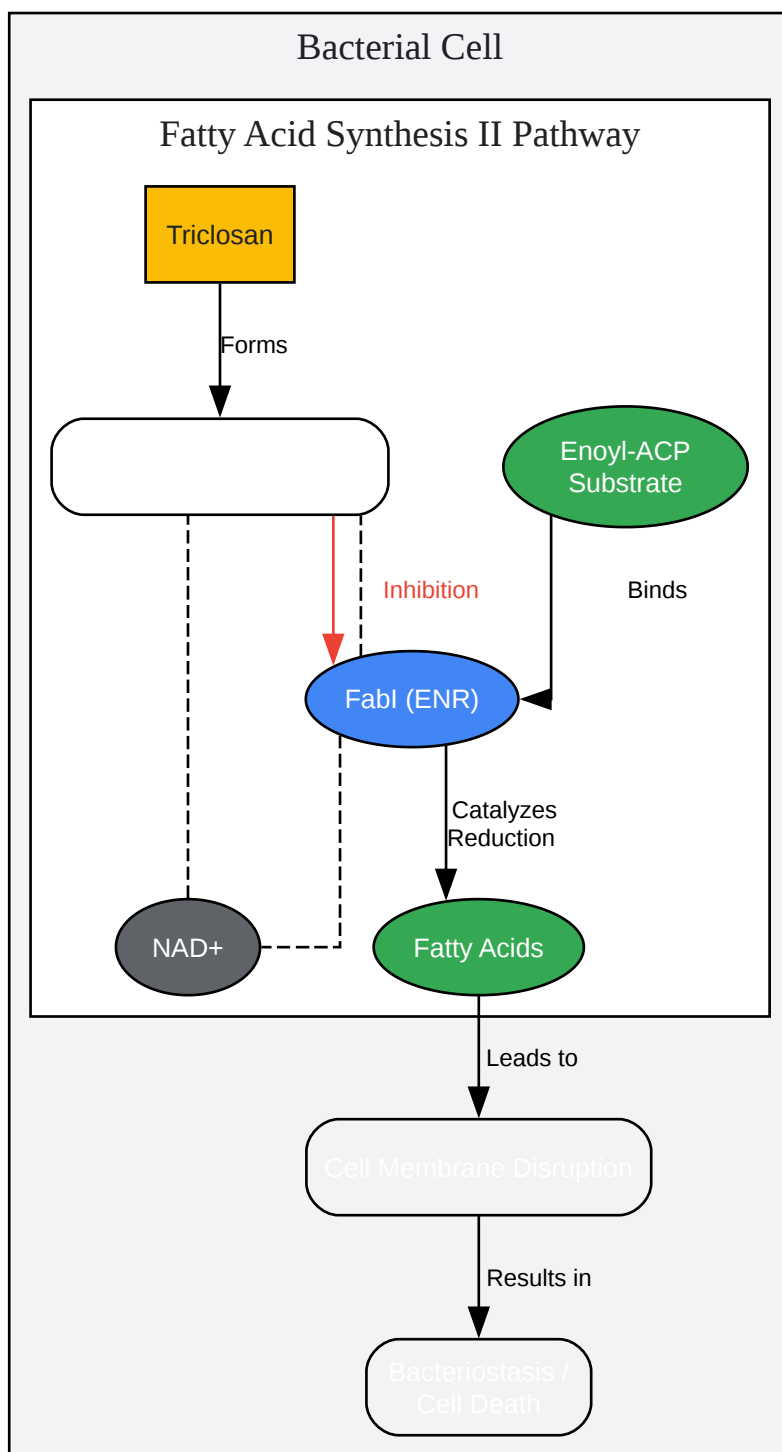 Bacterial Cell
Fatty Acid Synthesis II Pathway
Triclosan
Forms
Enoyl-ACP
Substrate
Inhibition
Binds
FabI (ENR)
Catalyzes
Reduction
NAD+
Fatty Acids
Leads to
Cell Membrane Disruption
Results in
Bacteriostasis /
Cell Death